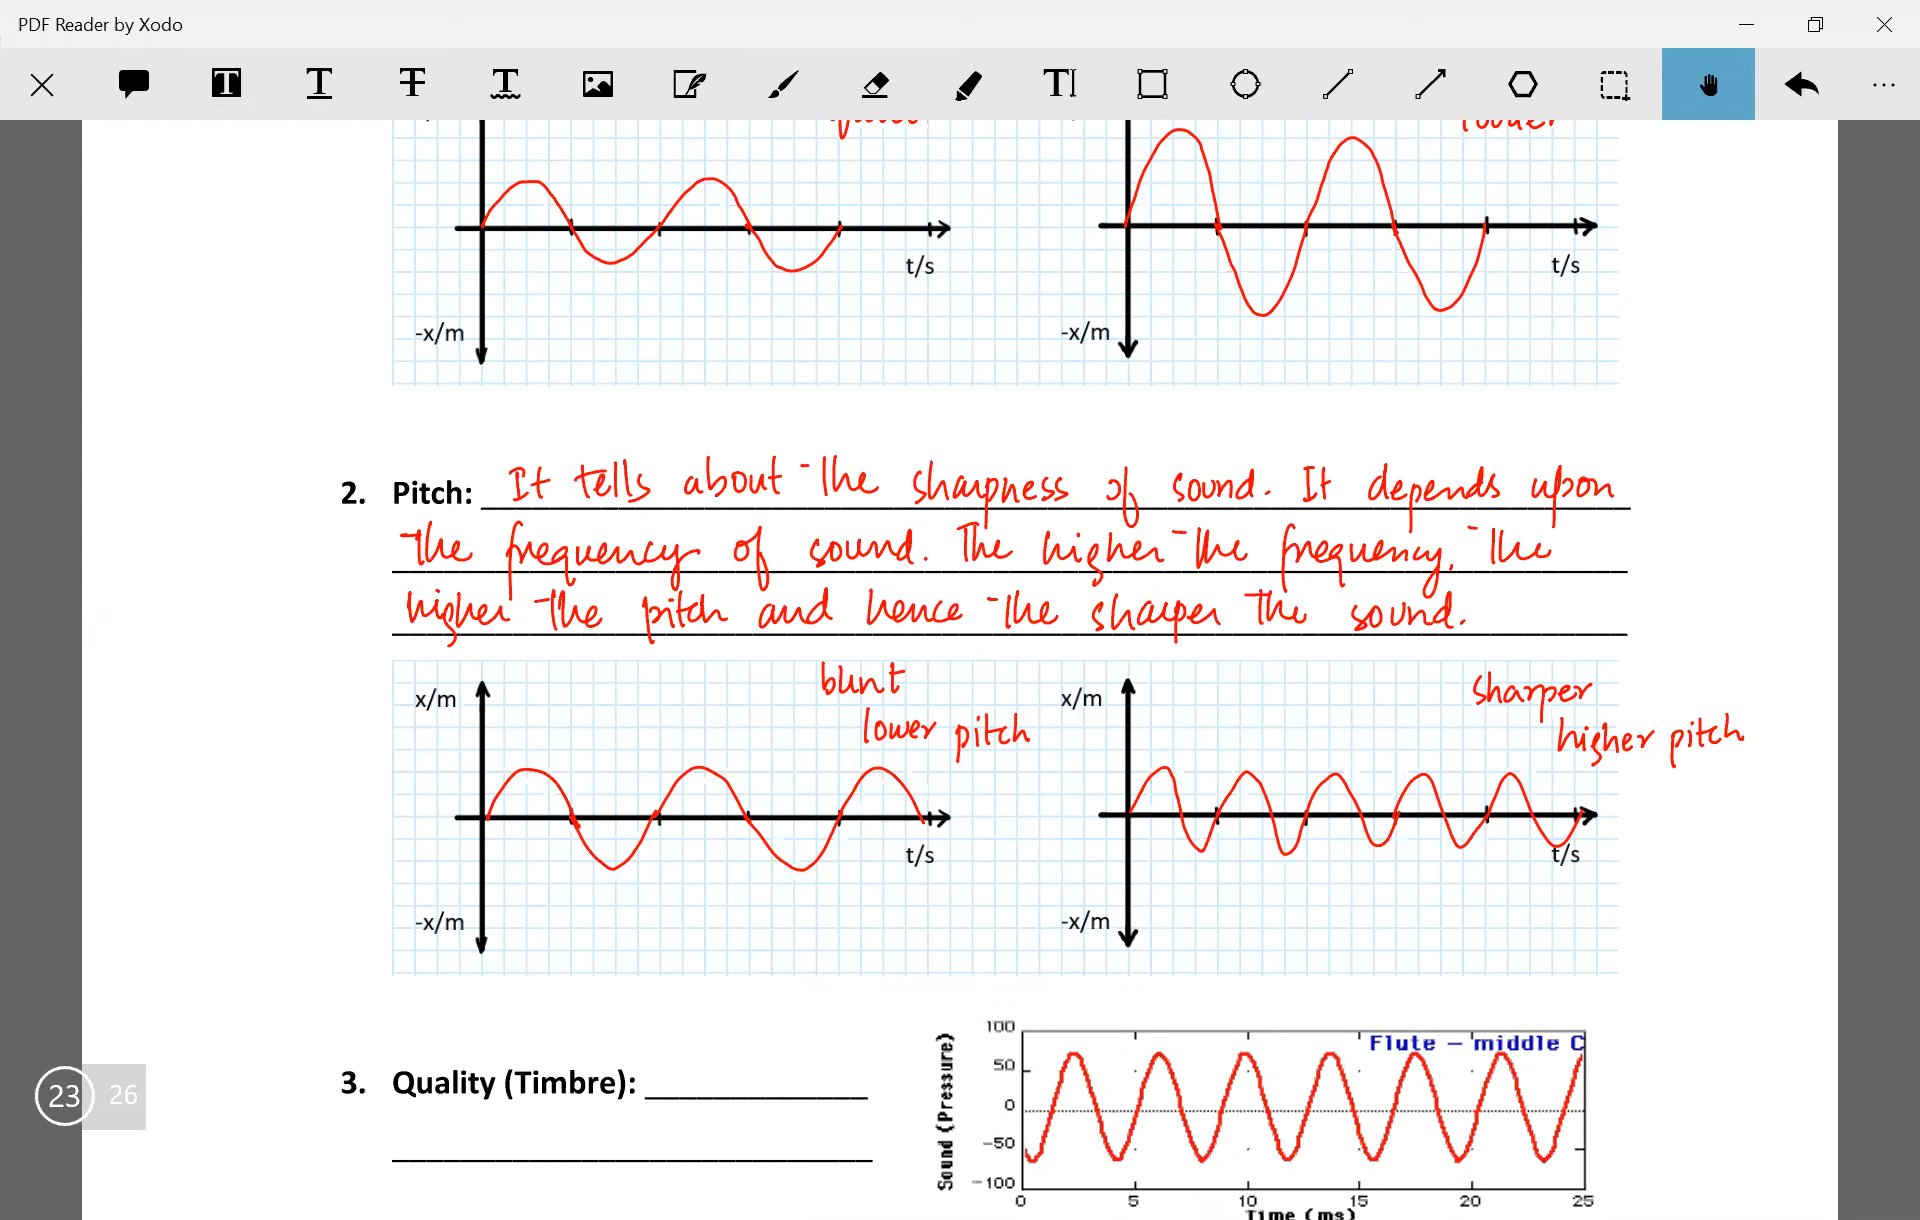 PDF Reader by Xodo
louder
t/s
t/s
-x/m
-x/m
2. Pitch: It tells about the sharpness of sound. It depends upon
the frequency of sound. The higher the frequency, the
higher the pitch and hence the sharper the sound.
x/m
blunt
lower pitch
x/m
sharper
higher pitch
t/s
t/s
-x/m
-x/m
3. Quality (Timbre):
Flute - middle C
Sound (Pressure)
100
50
0
-50
-100
0 5 10 15 20 25
Time (ms)
23 26